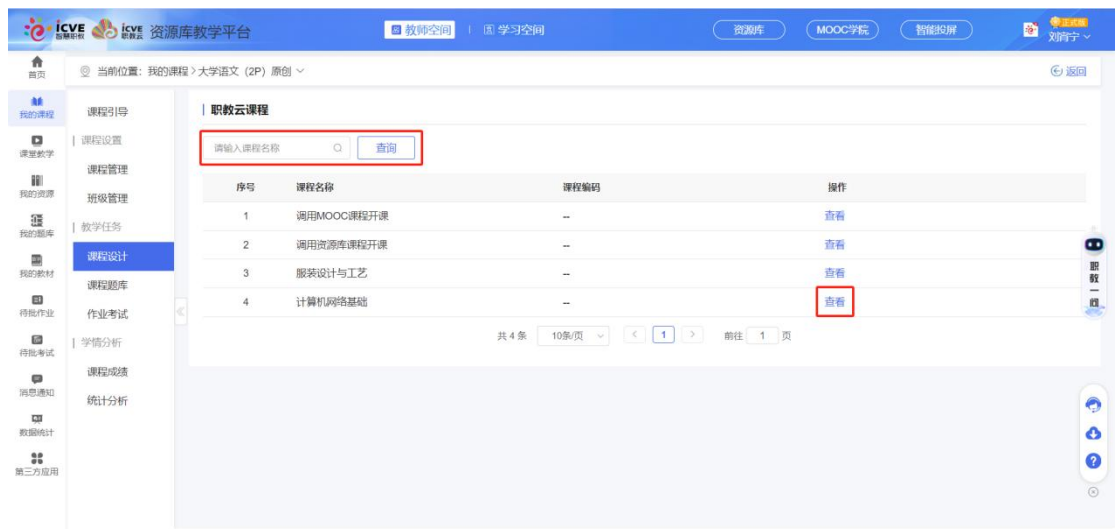 icve 智慧职教 icve 职教云 资源库教学平台 教师空间 学习空间 资源库 MOOC学院 智能投屏 正式版
首页 当前位置：我的课程>大学语文（2P）原创 返回
我的课程
课堂教学
我的资源
我的题库
我的教材
待批作业
待批考试
消息通知
数据统计
第三方应用
课程引导
课程设置
课程管理
班级管理
教学任务
课程设计
课程题库
作业考试
学情分析
课程成绩
统计分析
职教云课程
请输入课程名称 查询
序号 课程名称 课程编码 操作
1 调用MOOC课程开课 -- 查看
2 调用资源库课程开课 -- 查看
3 服装设计与工艺 -- 查看
4 计算机网络基础 -- 查看
共 4 条 10条/页 < 1 > 前往 1 页
职教一问